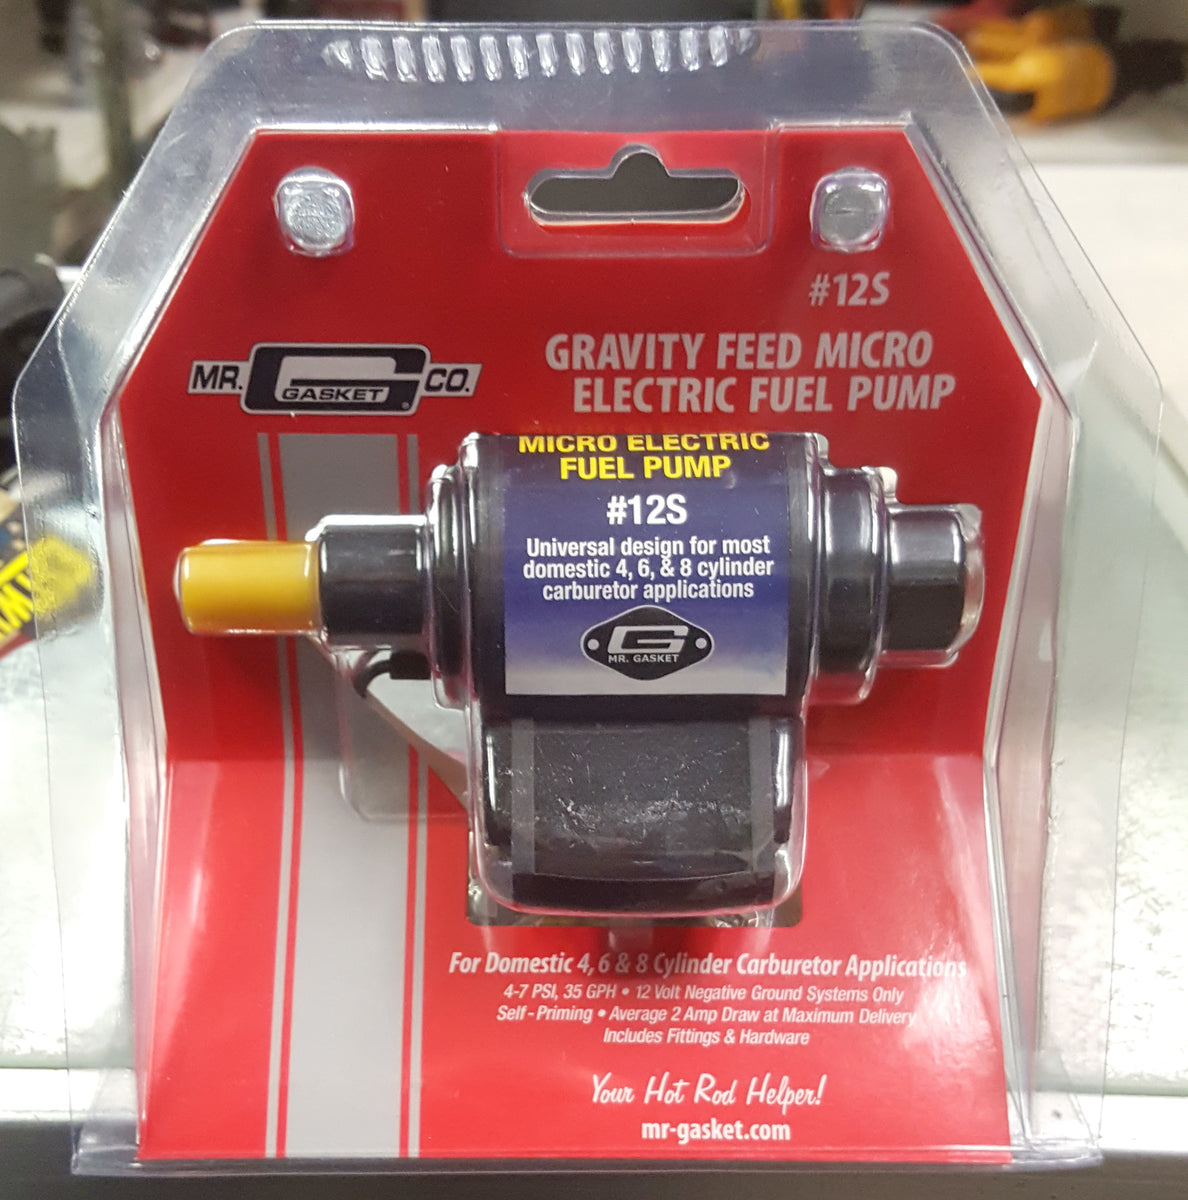 #12S
GRAVITY FEED MICRO
ELECTRIC FUEL PUMP
MR. GASKET CO.
MICRO ELECTRIC
FUEL PUMP
#12S
Universal design for most
domestic 4, 6, & 8 cylinder
carburetor applications
MR. GASKET
For Domestic 4, 6 & 8 Cylinder Carburetor Applications
4-7 PSI, 35 GPH • 12 Volt Negative Ground Systems Only
Self - Priming • Average 2 Amp Draw at Maximum Delivery
Includes Fittings & Hardware
Your Hot Rod Helper!
mr-gasket.com